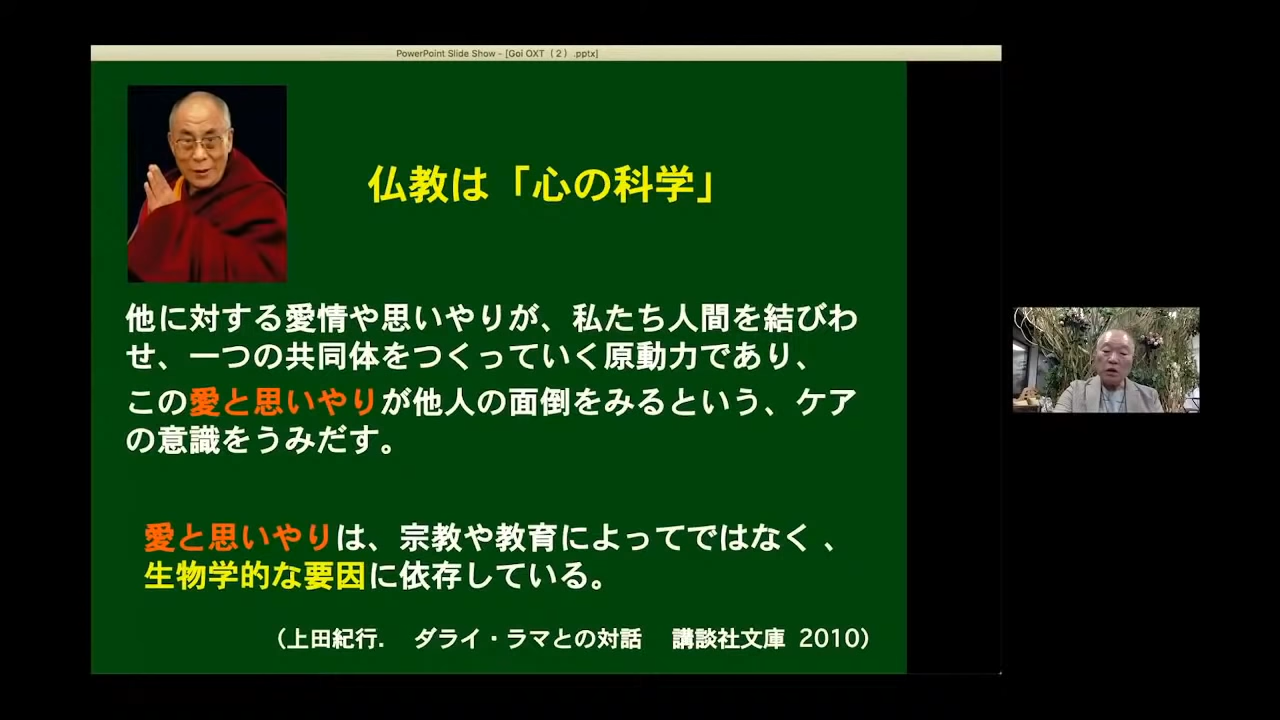 PowerPoint Slide Show - [Goi OXT（2）.pptx]
仏教は「心の科学」
他に対する愛情や思いやりが、私たち人間を結びわ
せ、一つの共同体をつくっていく原動力であり、
この愛と思いやりが他人の面倒をみるという、ケア
の意識をうみだす。
愛と思いやりは、宗教や教育によってではなく 、
生物学的な要因に依存している。
（上田紀行. ダライ・ラマとの対話 講談社文庫 2010）